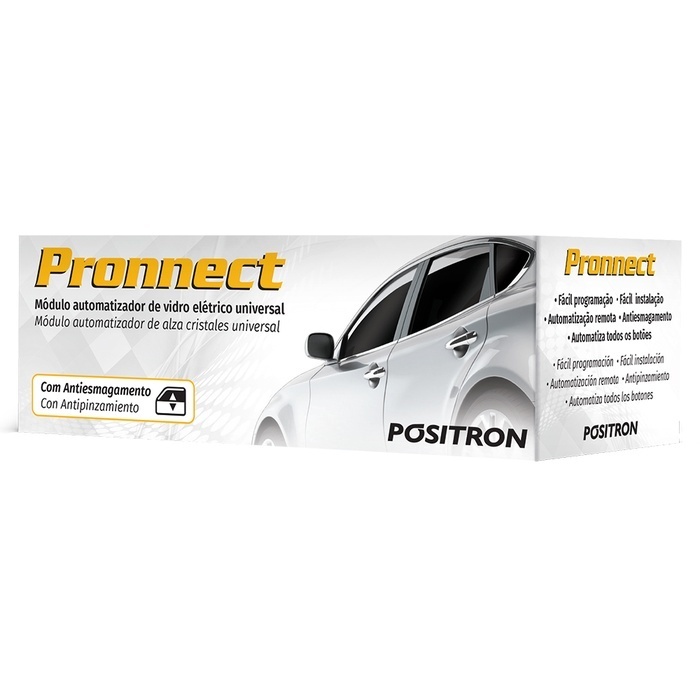 Pronnect
Módulo automatizador de vidro elétrico universal
Módulo automatizador de alza cristales universal
Com Antiesmagamento
Con Antipinzamiento
PÓSITRON
Pronnect
• Fácil programação • Fácil instalação
• Automatização remota • Antiesmagamento
• Automatiza todos os botões
• Fácil programación • Fácil instalación
• Automatización remota • Antipinzamiento
• Automatiza todos los botones
PÓSITRON